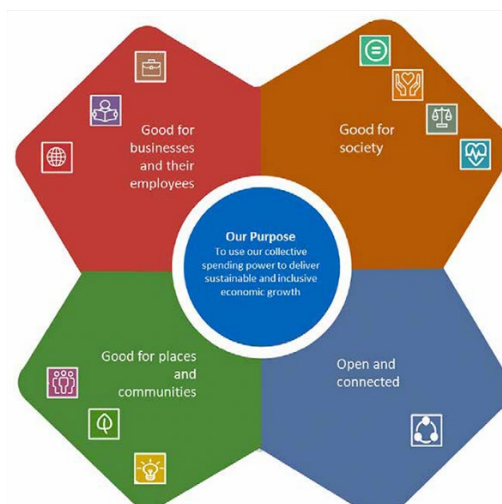 Good for
businesses
and their
employees
Good for
society
Our Purpose
To use our collective
spending power to deliver
sustainable and inclusive
economic growth
Good for places
and
communities
Open and
connected